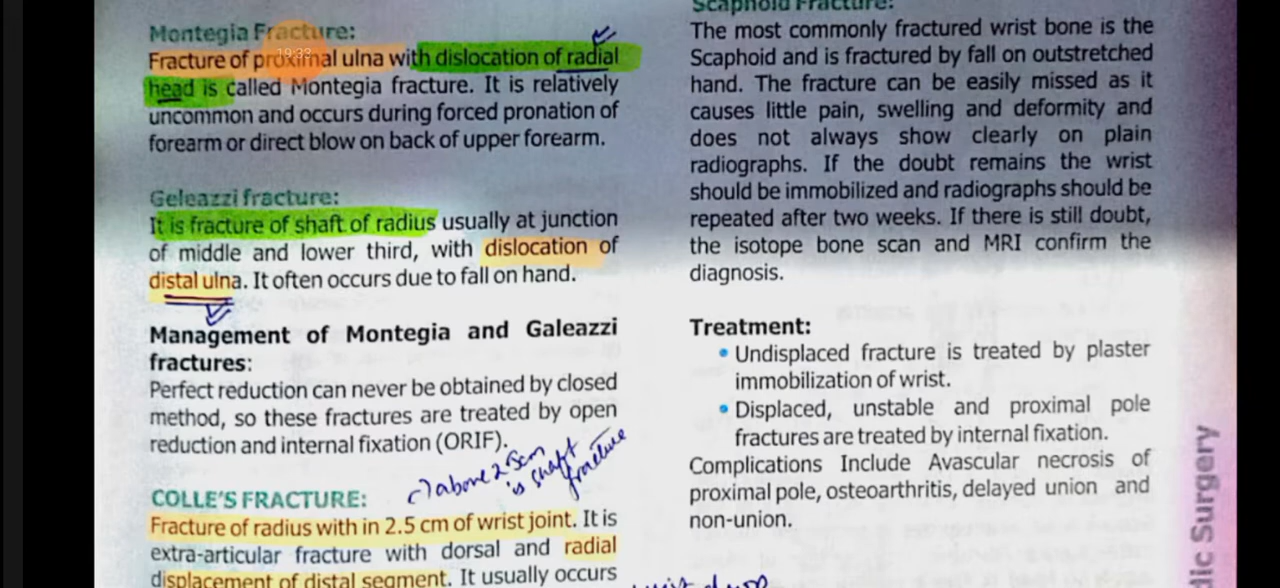 Montegia Fracture:
19:33
Fracture of proximal ulna with dislocation of radial
head is called Montegia fracture. It is relatively
uncommon and occurs during forced pronation of
forearm or direct blow on back of upper forearm.
Geleazzi fracture:
It is fracture of shaft of radius usually at junction
of middle and lower third, with dislocation of
distal ulna. It often occurs due to fall on hand.
Management of Montegia and Galeazzi
fractures:
Perfect reduction can never be obtained by closed
method, so these fractures are treated by open
reduction and internal fixation (ORIF).
above 2.5cm
is shaft
fracture
COLLE'S FRACTURE:
Fracture of radius with in 2.5 cm of wrist joint. It is
extra-articular fracture with dorsal and radial
displacement of distal segment. It usually occurs
Scaphoid Fracture:
The most commonly fractured wrist bone is the
Scaphoid and is fractured by fall on outstretched
hand. The fracture can be easily missed as it
causes little pain, swelling and deformity and
does not always show clearly on plain
radiographs. If the doubt remains the wrist
should be immobilized and radiographs should be
repeated after two weeks. If there is still doubt,
the isotope bone scan and MRI confirm the
diagnosis.
Treatment:
• Undisplaced fracture is treated by plaster
immobilization of wrist.
• Displaced, unstable and proximal pole
fractures are treated by internal fixation.
Complications Include Avascular necrosis of
proximal pole, osteoarthritis, delayed union and
non-union.
wrist drop
Surgery